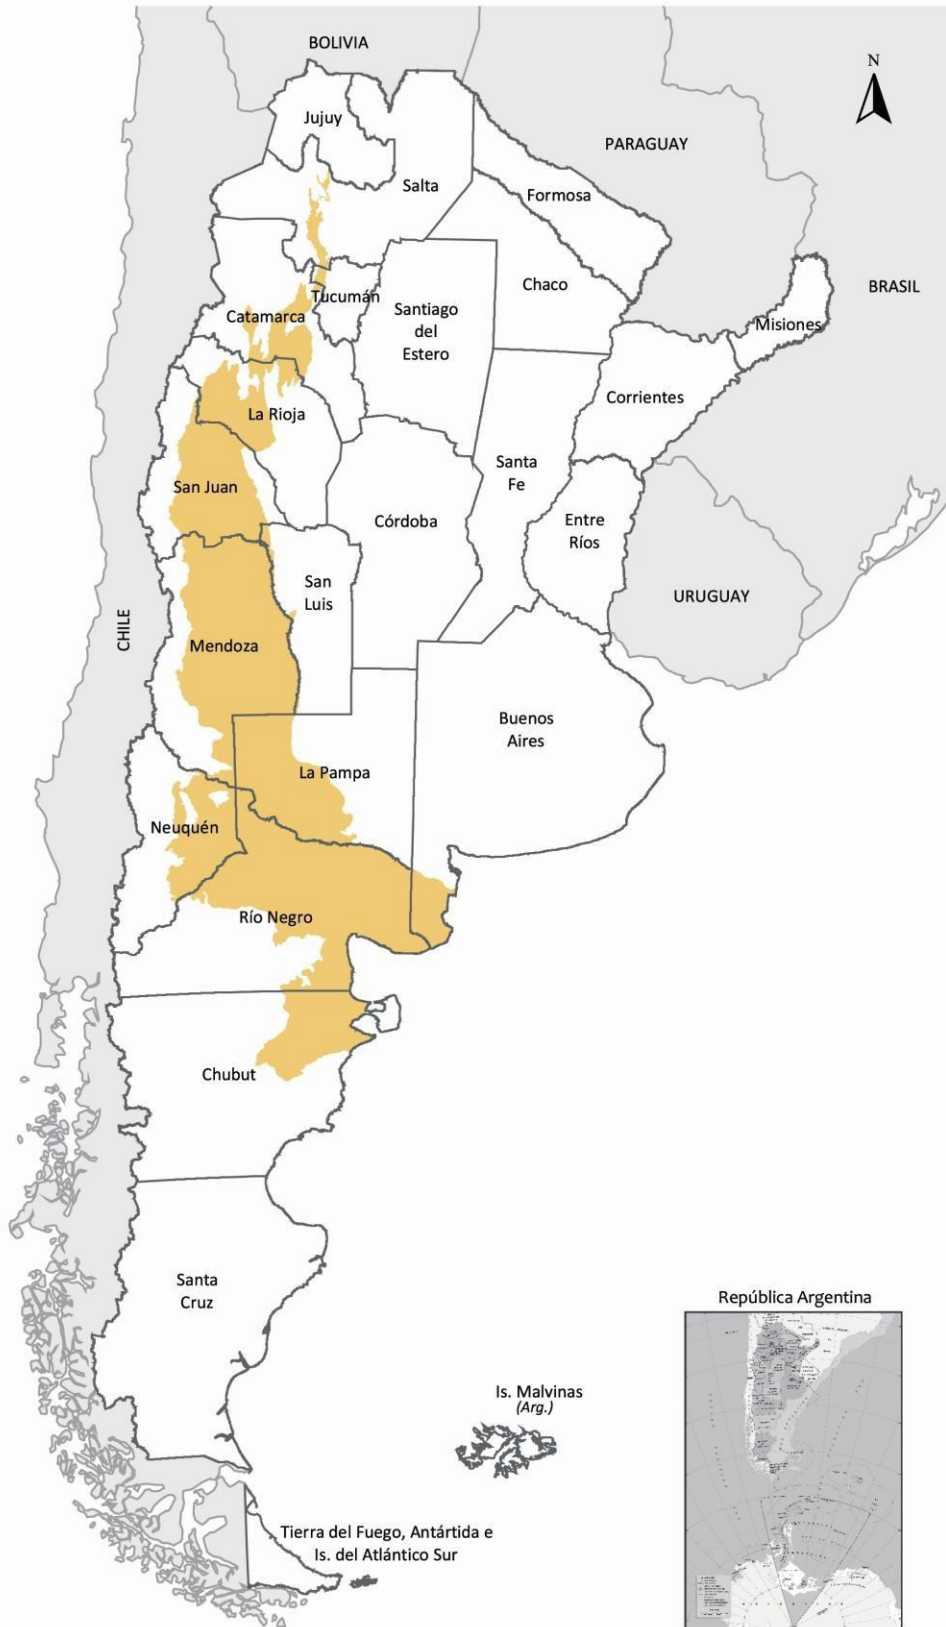 BOLIVIA
N
Jujuy
PARAGUAY
Salta
Formosa
Chaco
BRASIL
Tucumán
Catamarca
Santiago
del
Estero
Misiones
La Rioja
Corrientes
San Juan
Santa
Fe
Córdoba
Entre
Ríos
San
Luis
URUGUAY
CHILE
Mendoza
Buenos
Aires
La Pampa
Neuquén
Río Negro
Chubut
Santa
Cruz
República Argentina
Is. Malvinas
(Arg.)
Tierra del Fuego, Antártida e
Is. del Atlántico Sur